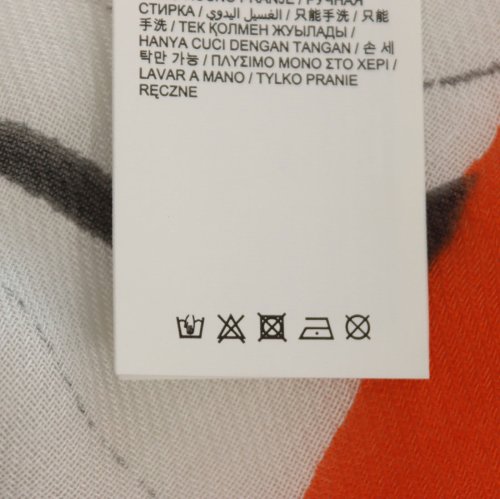 РУЧНАЯ
СТИРКА / الغسيل اليدوي / 只能手洗 / 只能
手洗 / ТЕК ҚОЛМЕН ЖУЫЛАДЫ /
HANYA CUCI DENGAN TANGAN / 손 세
탁만 가능 / ΠΛΥΣΙΜΟ ΜΟΝΟ ΣΤΟ ΧΕΡΙ /
LAVAR A MANO / TYLKO PRANIE
RĘCZNE